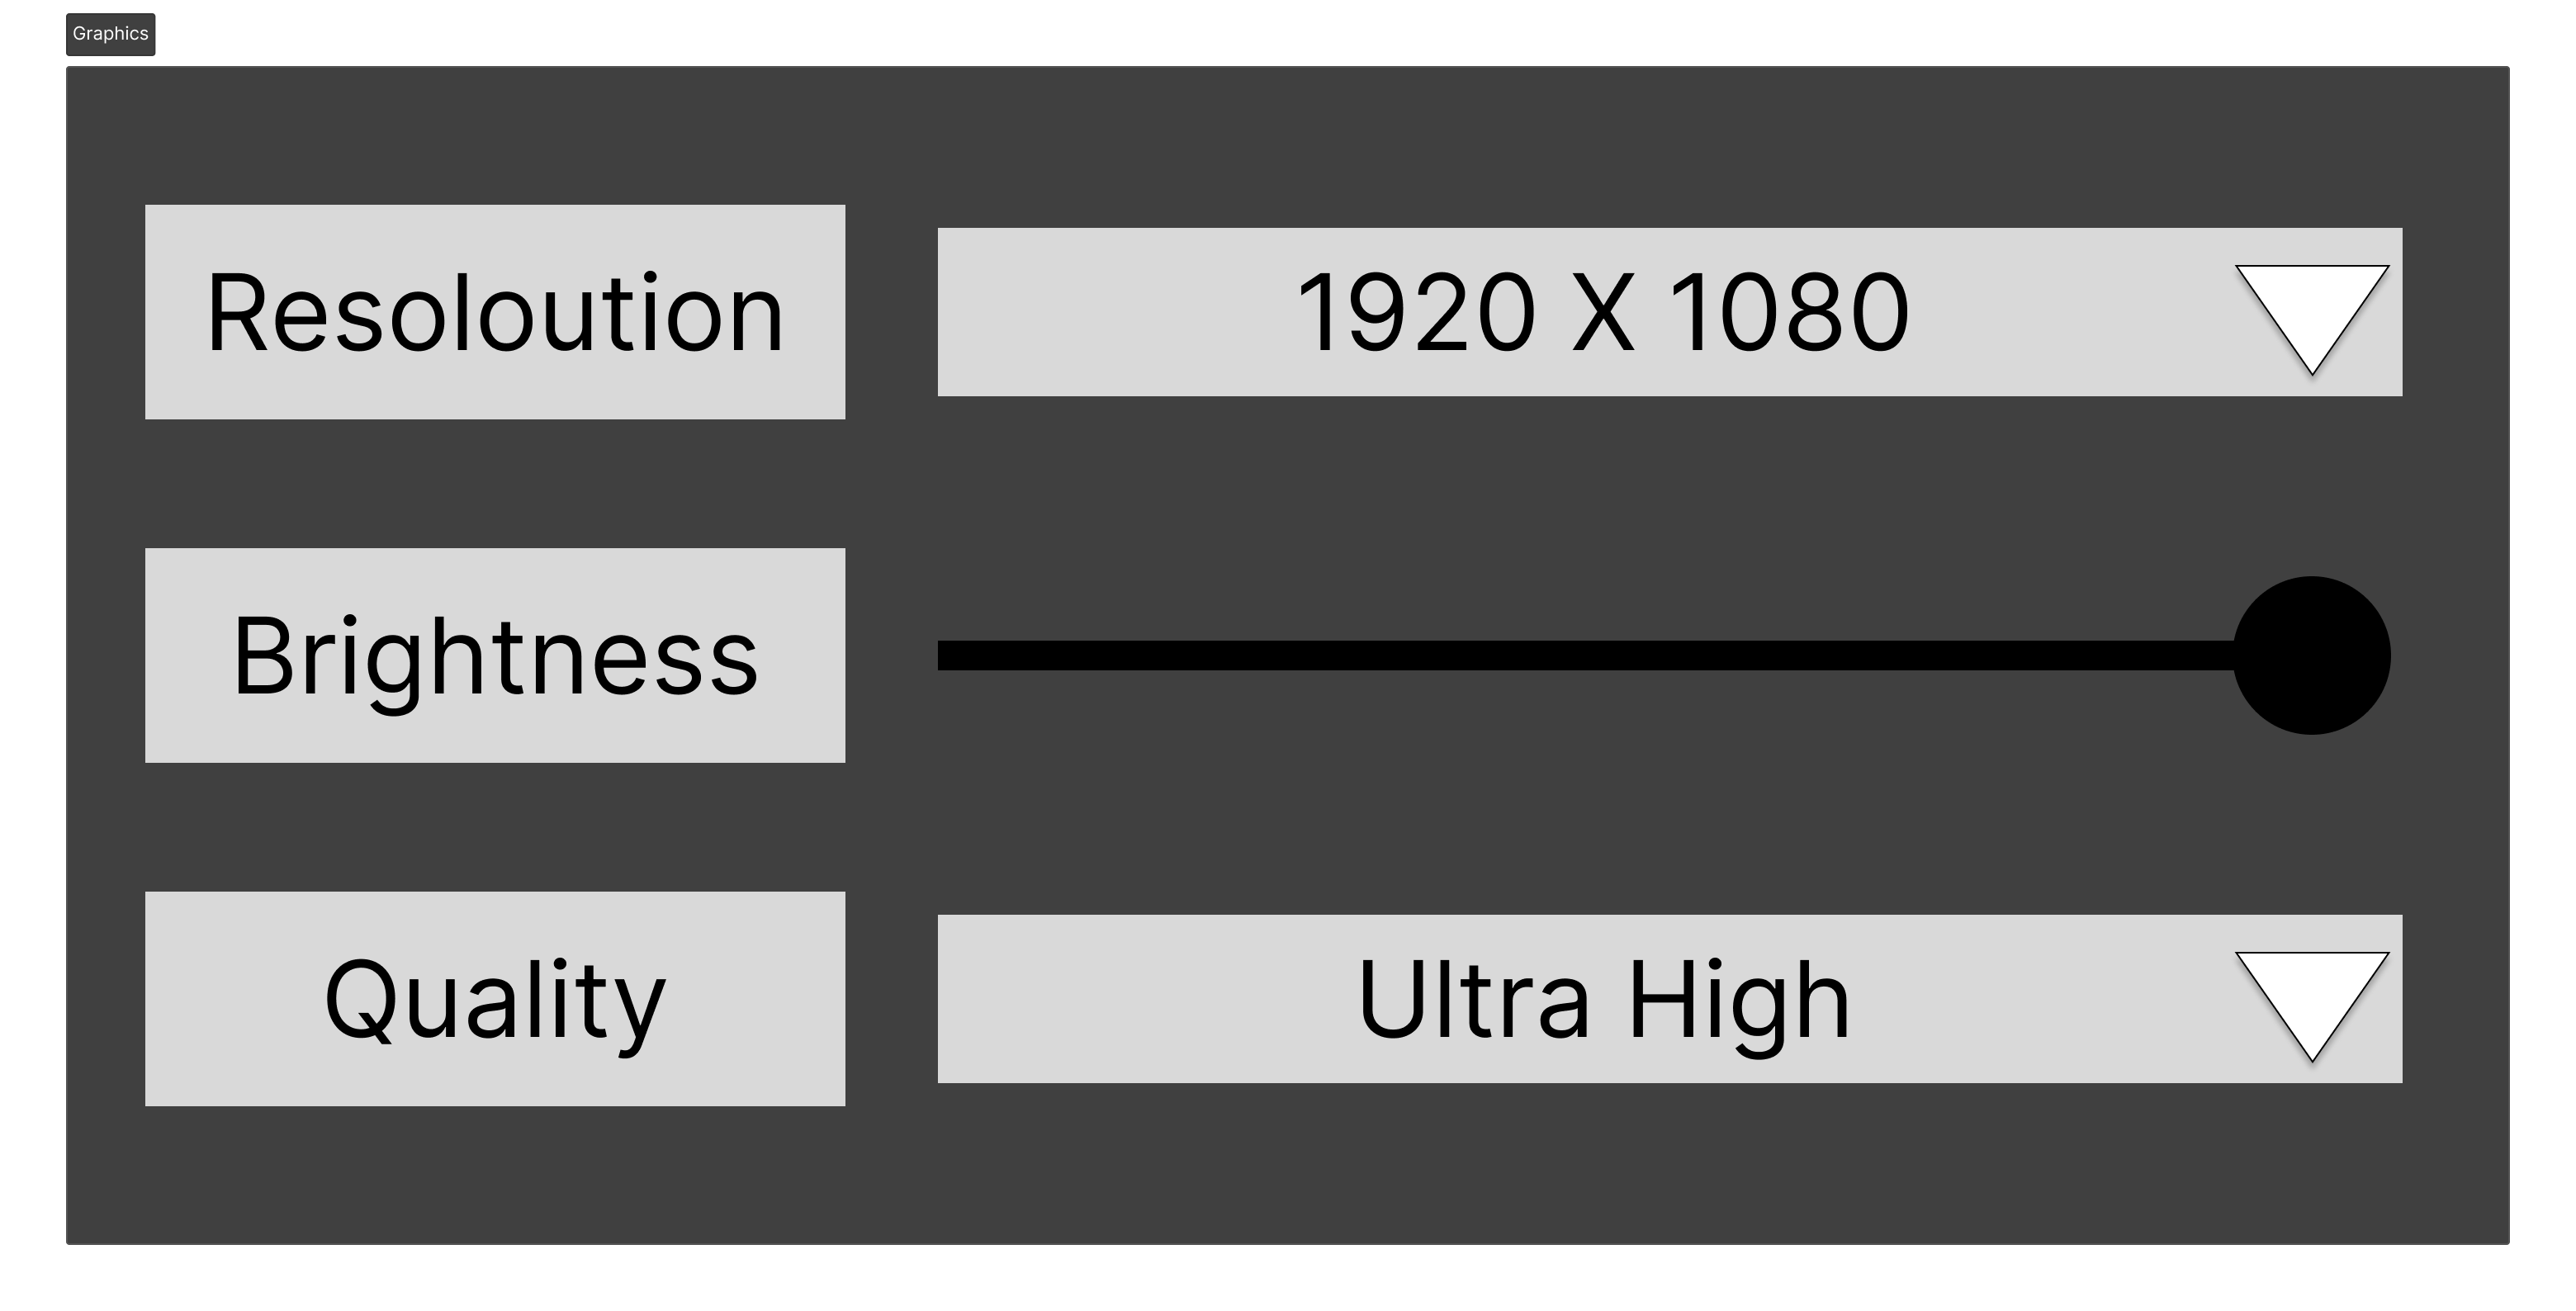 Graphics
Resoloution
1920 X 1080
Brightness
Quality
Ultra High